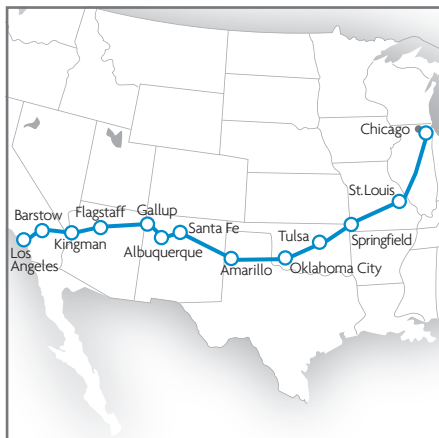 Chicago
St.Louis
Barstow
Flagstaff
Gallup
Santa Fe
Kingman
Tulsa
Springfield
Los
Angeles
Albuquerque
Amarillo
Oklahoma City